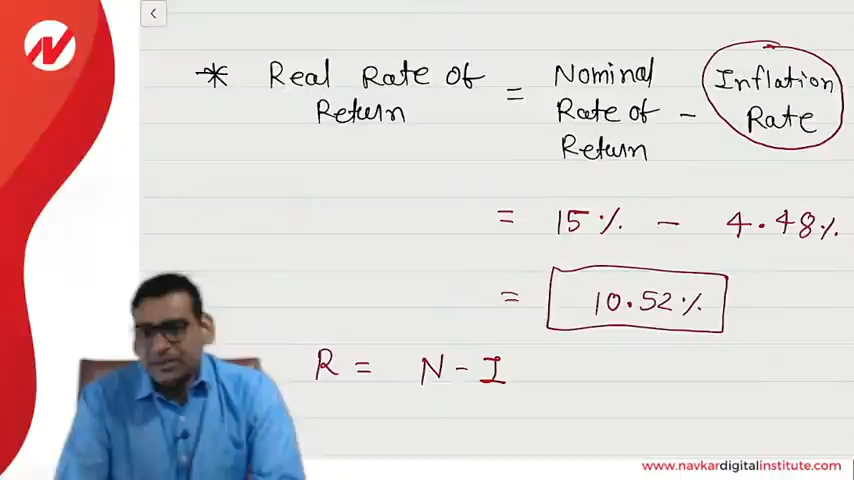 * Real Rate of Return = Nominal Rate of Return - Inflation Rate
= 15% - 4.48%
= 10.52%
R = N - I
www.navkardigitalinstitute.com